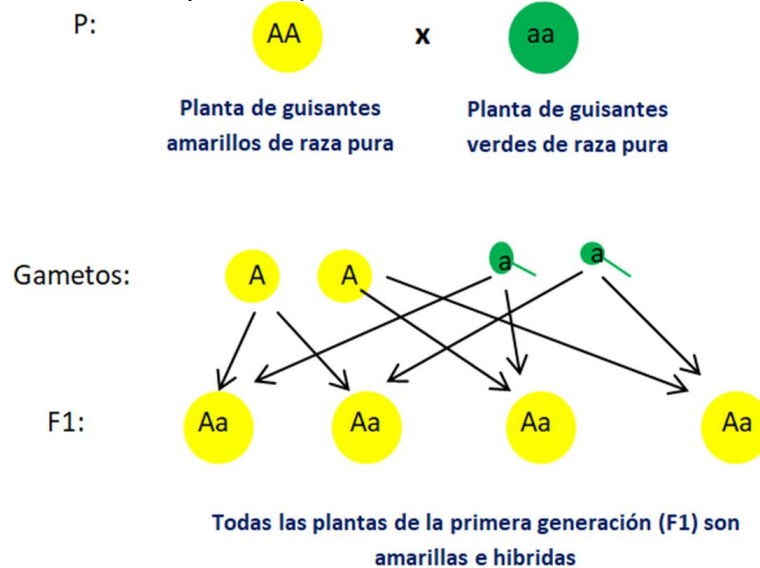 P: AA x aa
Planta de guisantes Planta de guisantes
amarillos de raza pura verdes de raza pura
Gametos: A A a a
F1: Aa Aa Aa Aa
Todas las plantas de la primera generación (F1) son
amarillas e hibridas